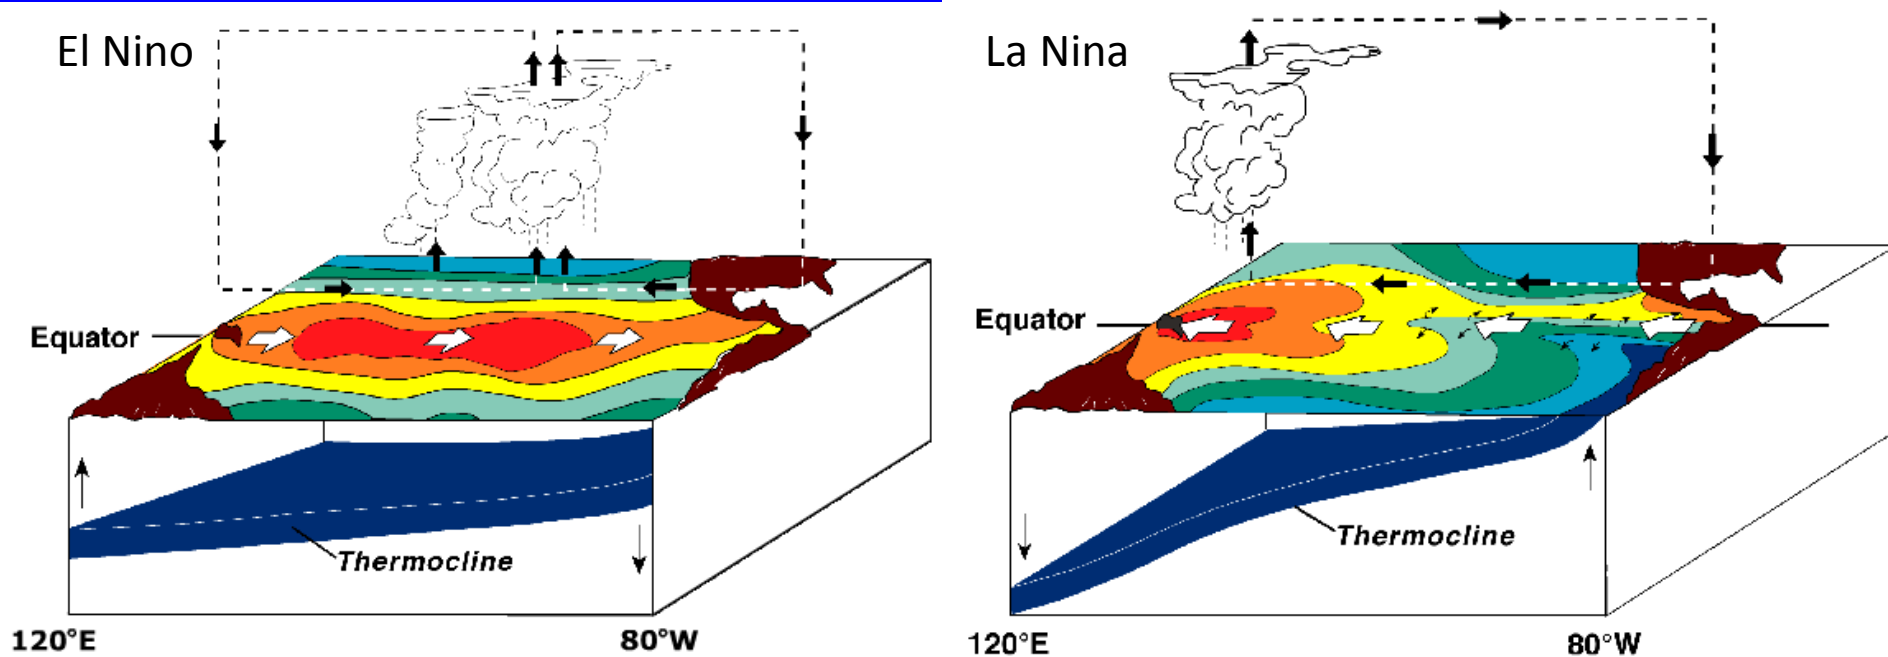 El Nino
Equator
Thermocline
120°E
80°W
La Nina
Equator
Thermocline
120°E
80°W